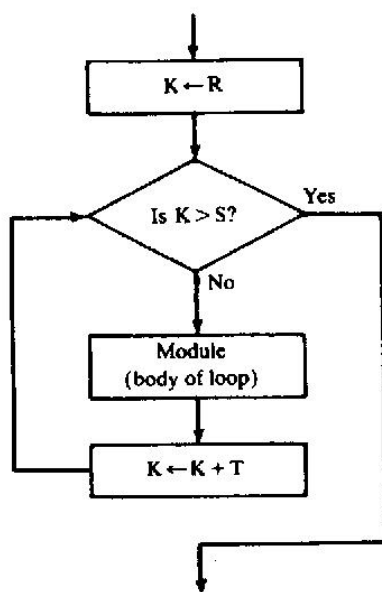 K ← R
Is K > S?
Yes
No
Module
(body of loop)
K ← K + T